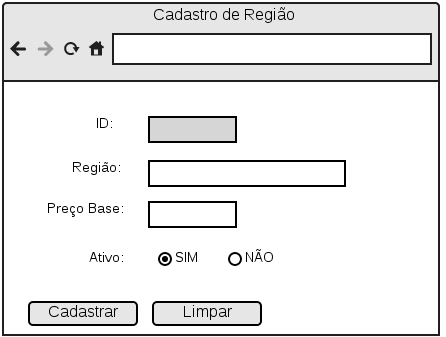 Cadastro de Região
ID:
Região:
Preço Base:
Ativo: SIM NÃO
Cadastrar Limpar